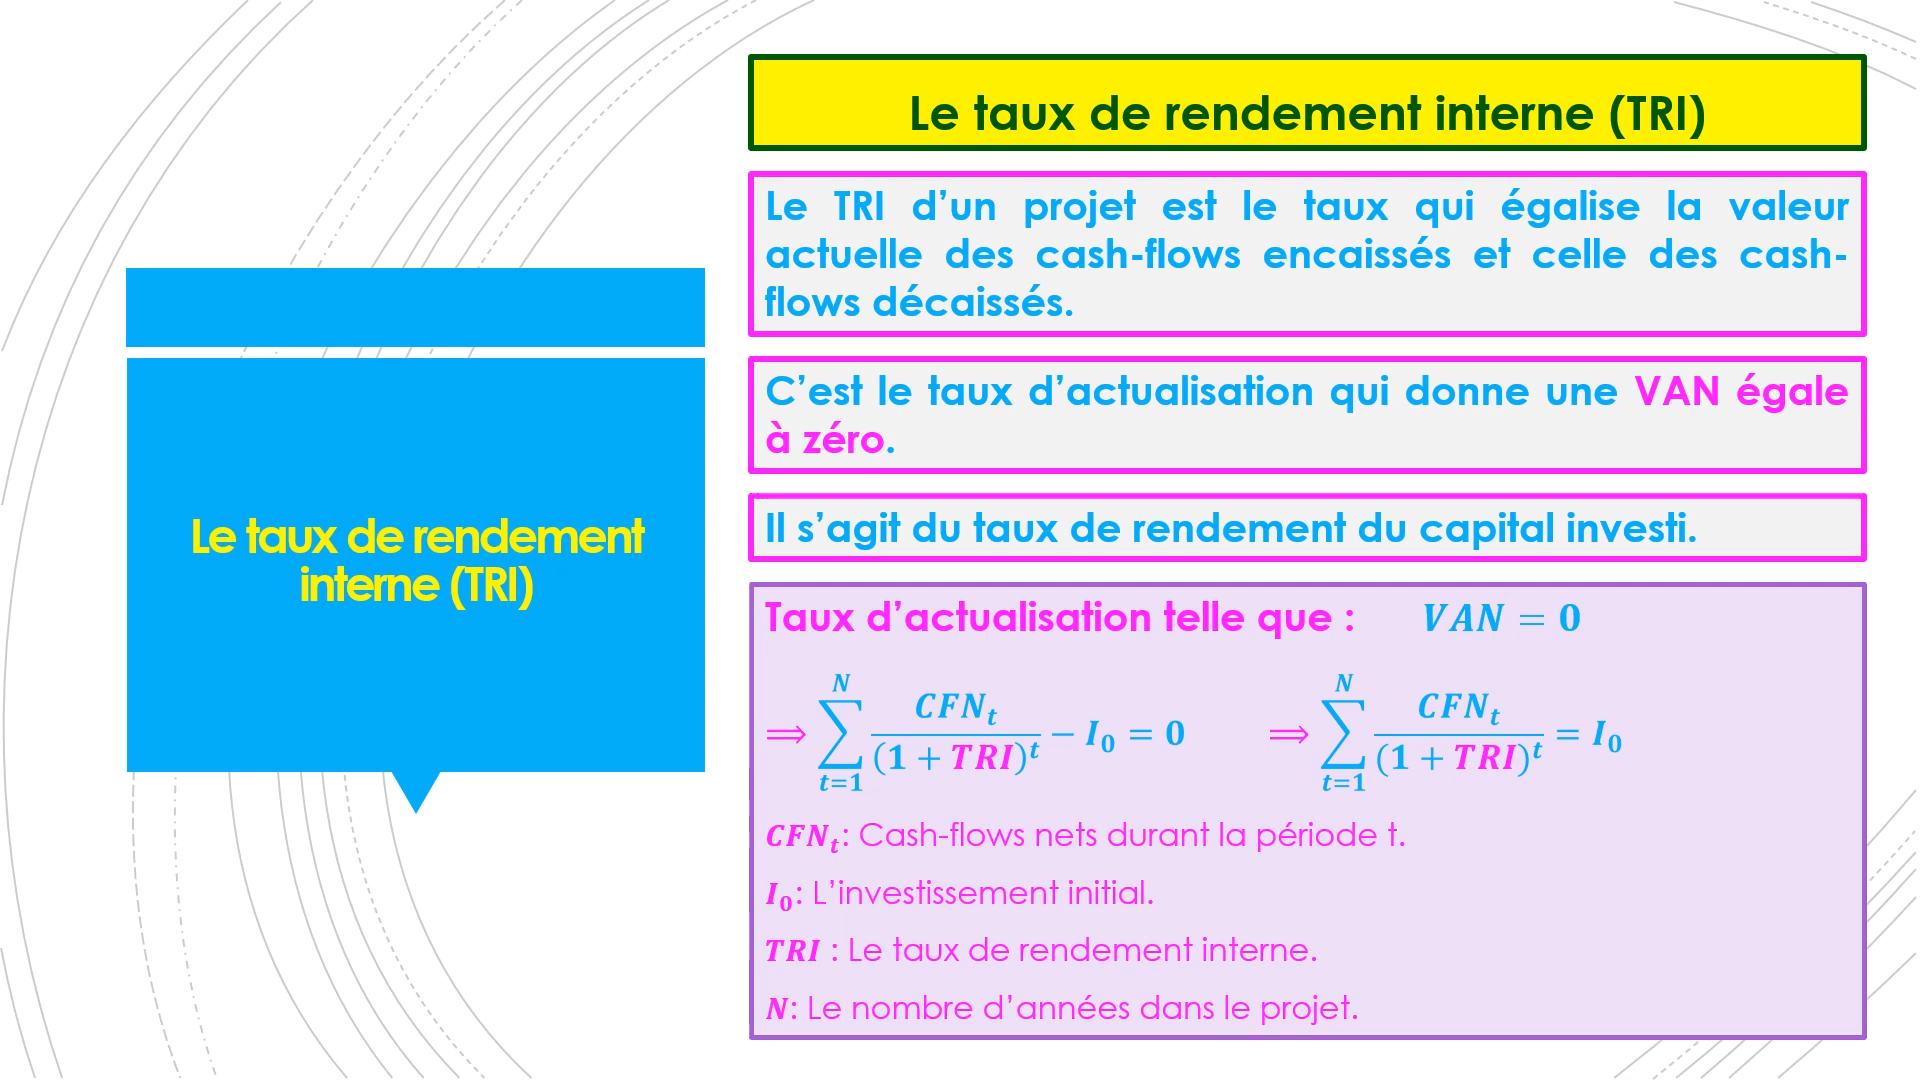 Le taux de rendement
interne (TRI)
Le taux de rendement interne (TRI)
Le TRI d’un projet est le taux qui égalise la valeur
actuelle des cash-flows encaissés et celle des cash-
flows décaissés.
C’est le taux d’actualisation qui donne une VAN égale
à zéro.
Il s’agit du taux de rendement du capital investi.
Taux d’actualisation telle que : VAN = 0
⟹ ∑_{t=1}^{N} CFN_t / (1 + TRI)^t − I_0 = 0 ⟹ ∑_{t=1}^{N} CFN_t / (1 + TRI)^t = I_0
CFN_t: Cash-flows nets durant la période t.
I_0: L’investissement initial.
TRI : Le taux de rendement interne.
N: Le nombre d’années dans le projet.